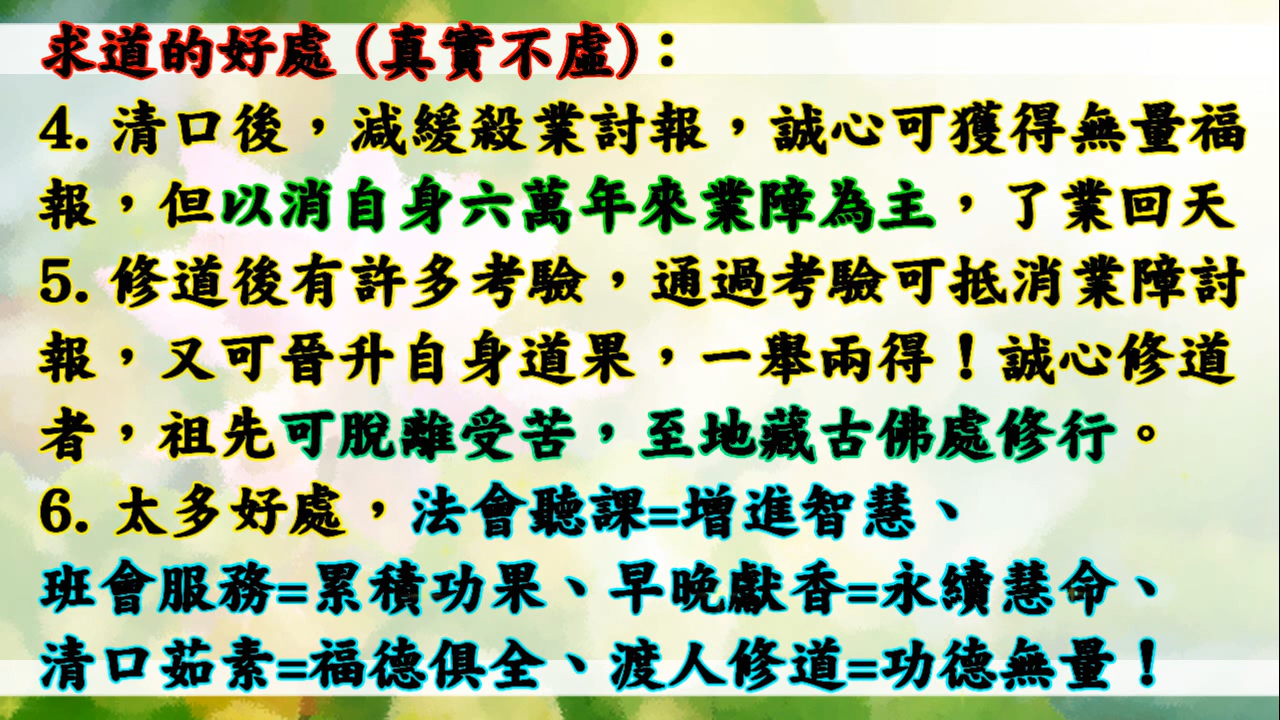 求道的好處(真實不虛)：
4. 清口後，減緩殺業討報，誠心可獲得無量福
報，但以消自身六萬年來業障為主，了業回天
5. 修道後有許多考驗，通過考驗可抵消業障討
報，又可晉升自身道果，一舉兩得！誠心修道
者，祖先可脫離受苦，至地藏古佛處修行。
6. 太多好處，法會聽課=增進智慧、
班會服務=累積功果、早晚獻香=永續慧命、
清口茹素=福德俱全、渡人修道=功德無量！